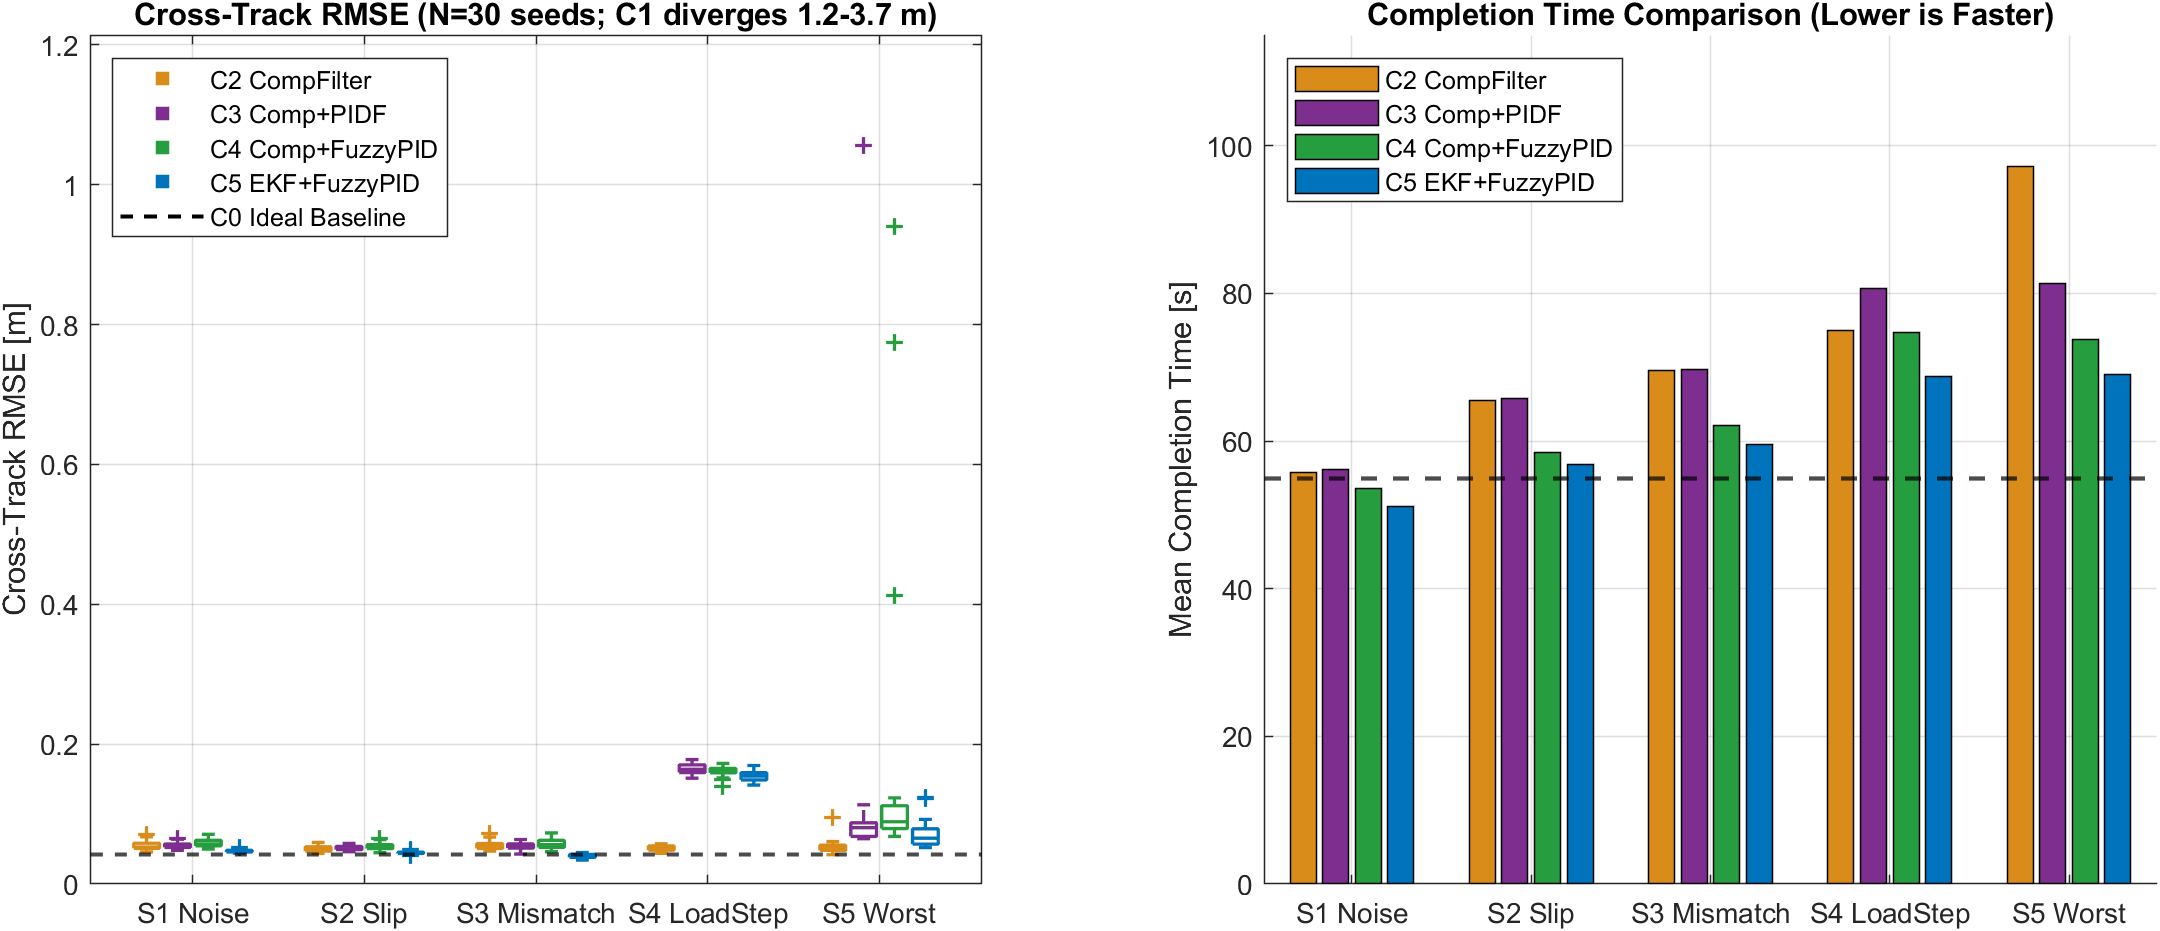 Cross-Track RMSE (N=30 seeds; C1 diverges 1.2-3.7 m)
1.2
1
0.8
0.6
0.4
0.2
0
Cross-Track RMSE [m]
C2 CompFilter
C3 Comp+PIDF
C4 Comp+FuzzyPID
C5 EKF+FuzzyPID
C0 Ideal Baseline
S1 Noise
S2 Slip
S3 Mismatch
S4 LoadStep
S5 Worst
Completion Time Comparison (Lower is Faster)
100
80
60
40
20
0
Mean Completion Time [s]
C2 CompFilter
C3 Comp+PIDF
C4 Comp+FuzzyPID
C5 EKF+FuzzyPID
S1 Noise
S2 Slip
S3 Mismatch
S4 LoadStep
S5 Worst